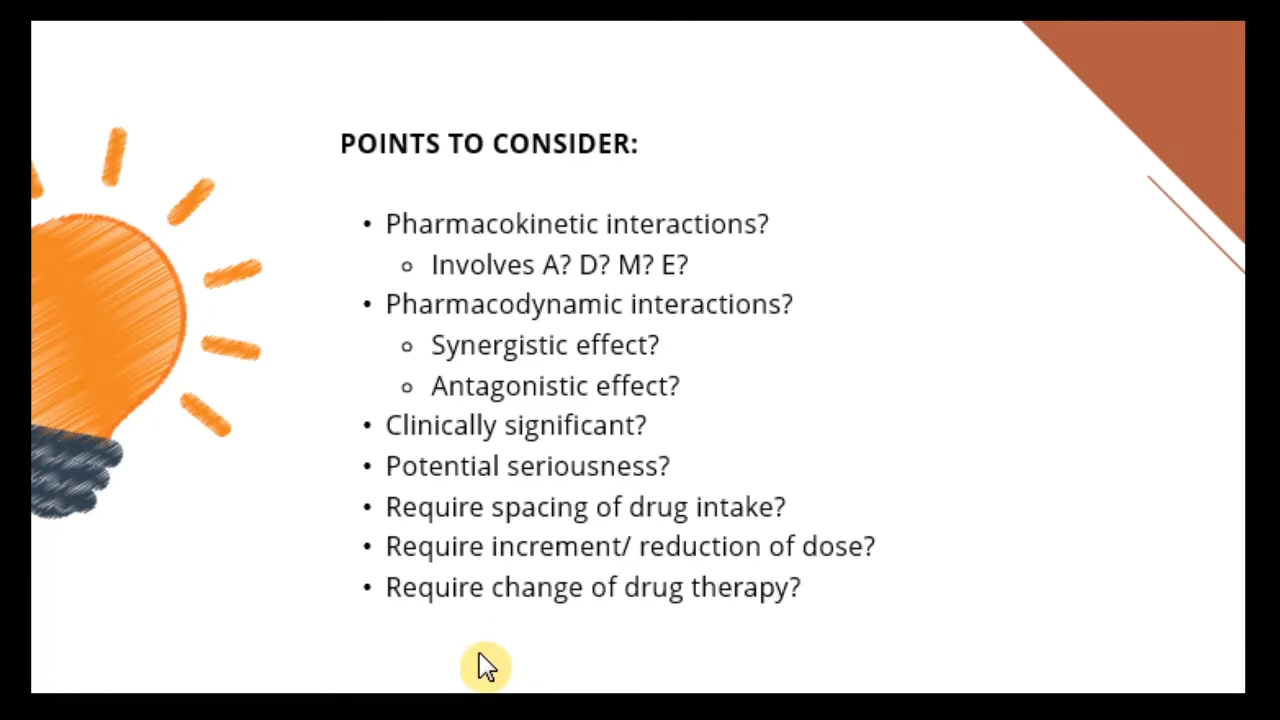 POINTS TO CONSIDER:
• Pharmacokinetic interactions?
◦ Involves A? D? M? E?
• Pharmacodynamic interactions?
◦ Synergistic effect?
◦ Antagonistic effect?
• Clinically significant?
• Potential seriousness?
• Require spacing of drug intake?
• Require increment/ reduction of dose?
• Require change of drug therapy?